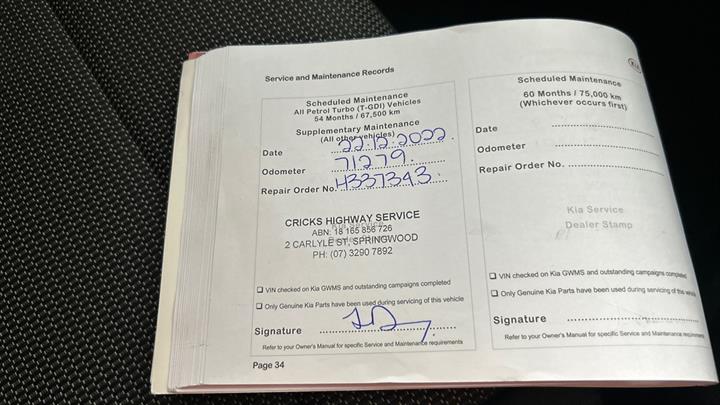 Service and Maintenance Records
Scheduled Maintenance
All Petrol Turbo (T-GDI) Vehicles
54 Months / 67,500 km
Supplementary Maintenance
(All other vehicles)
Date 22.12.2022.
Odometer 71279.
Repair Order No. H337343.
CRICKS HIGHWAY SERVICE
ABN: 18 165 856 726
2 CARLYLE ST, SPRINGWOOD
PH: (07) 3290 7892
VIN checked on Kia GWMS and outstanding campaigns completed
Only Genuine Kia Parts have been used during servicing of this vehicle
Signature
Refer to your Owner's Manual for specific Service and Maintenance requirements
Page 34
KIA
Scheduled Maintenance
60 Months / 75,000 km
(Whichever occurs first)
Date
Odometer
Repair Order No.
Kia Service
Dealer Stamp
VIN checked on Kia GWMS and outstanding campaigns completed
Only Genuine Kia Parts have been used during servicing of this vehicle
Signature
Refer to your Owner's Manual for specific Service and Maintenance requirements